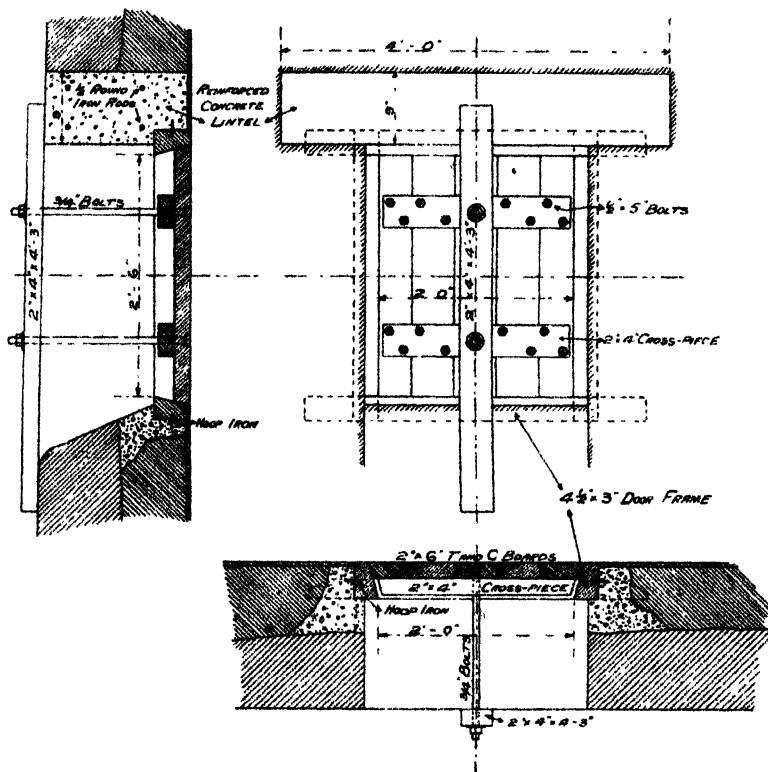 4'-0"
½ ROUND
IRON RODS
REINFORCED
CONCRETE
LINTEL
9"
¾" BOLTS
½" × 5" BOLTS
2" × 4" × 4'-3"
2'-6"
2" × 4" × 4'-3"
2'-0"
2" × 4" CROSS-PIECE
HOOP IRON
4½" × 3" DOOR FRAME
2" × 6" T AND C BOARDS
2" × 4" CROSS-PIECE
HOOP IRON
2'-0"
¾" BOLTS
2" × 4" × 4'-3"